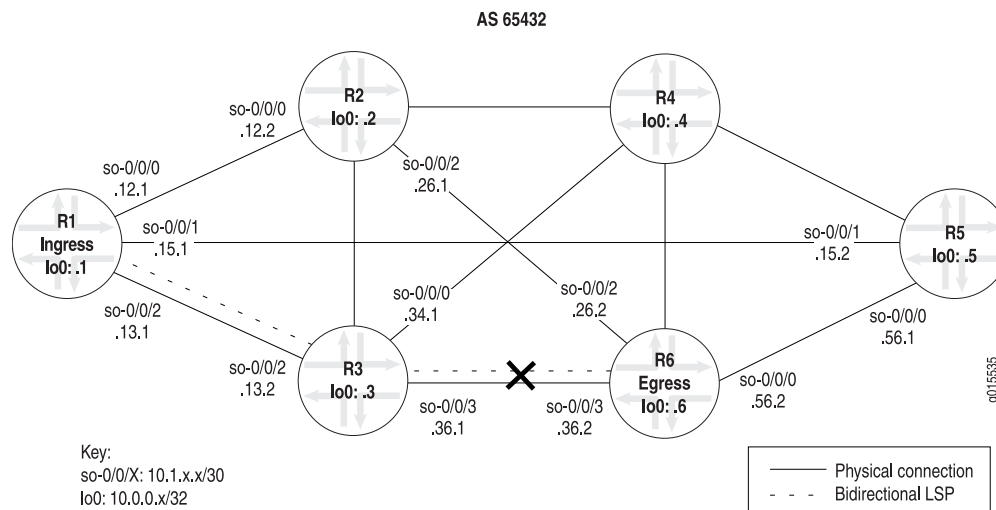 AS 65432
R2
lo0: .2
R4
lo0: .4
so-0/0/0
.12.2
so-0/0/2
.26.1
so-0/0/0
.12.1
R1
Ingress
lo0: .1
so-0/0/1
.15.1
so-0/0/1
.15.2
R5
lo0: .5
so-0/0/2
.13.1
so-0/0/0
.34.1
so-0/0/2
.26.2
so-0/0/0
.56.1
so-0/0/2
.13.2
R3
lo0: .3
R6
Egress
lo0: .6
so-0/0/0
.56.2
so-0/0/3
.36.1
so-0/0/3
.36.2
g015535
Key:
so-0/0/X: 10.1.x.x/30
lo0: 10.0.0.x/32
Physical connection
Bidirectional LSP